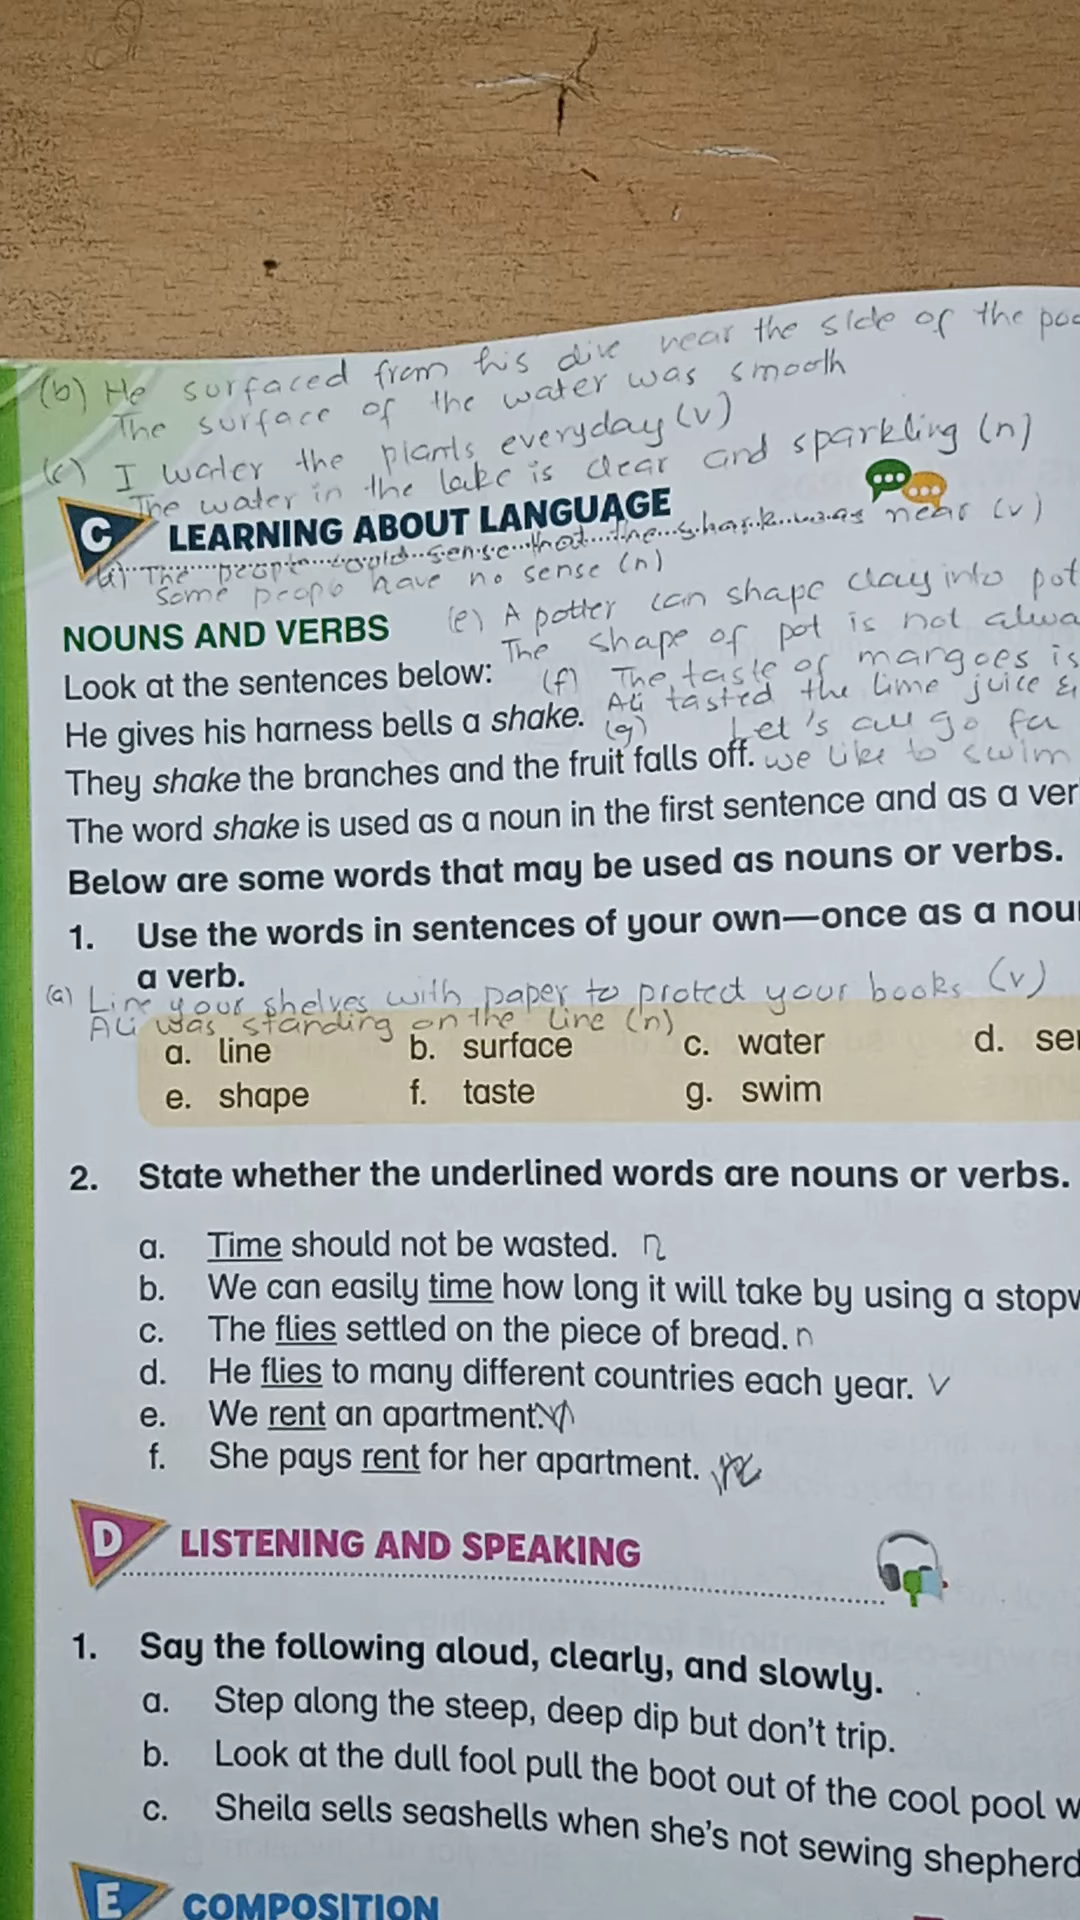 (b) He surfaced from his dive near the side of the poo
The surface of the water was smooth
(c) I water the plants everyday (v)
The water in the lake is clear and sparkling (n)
C LEARNING ABOUT LANGUAGE
The could sense that the shark was near (v)
Some have no sense (n)
NOUNS AND VERBS
(e) A potter can shape clay into pot
The shape of pot is not alwa
Look at the sentences below:
(f) The taste of mangoes is
Ali tasted the lime juice
He gives his harness bells a shake.
(g) Let's all go
They shake the branches and the fruit falls off.
we like to swim
The word shake is used as a noun in the first sentence and as a ver
Below are some words that may be used as nouns or verbs.
1. Use the words in sentences of your own—once as a nou
a verb.
(a) Line your shelves with paper to protect your books (v)
Ali was standing on the line (n)
a. line b. surface c. water d. se
e. shape f. taste g. swim
2. State whether the underlined words are nouns or verbs.
a. Time should not be wasted. n
b. We can easily time how long it will take by using a stop
c. The flies settled on the piece of bread. n
d. He flies to many different countries each year. v
e. We rent an apartment.
f. She pays rent for her apartment.
D LISTENING AND SPEAKING
1. Say the following aloud, clearly, and slowly.
a. Step along the steep, deep dip but don't trip.
b. Look at the dull fool pull the boot out of the cool pool w
c. Sheila sells seashells when she's not sewing shepherd
E COMPOSITION